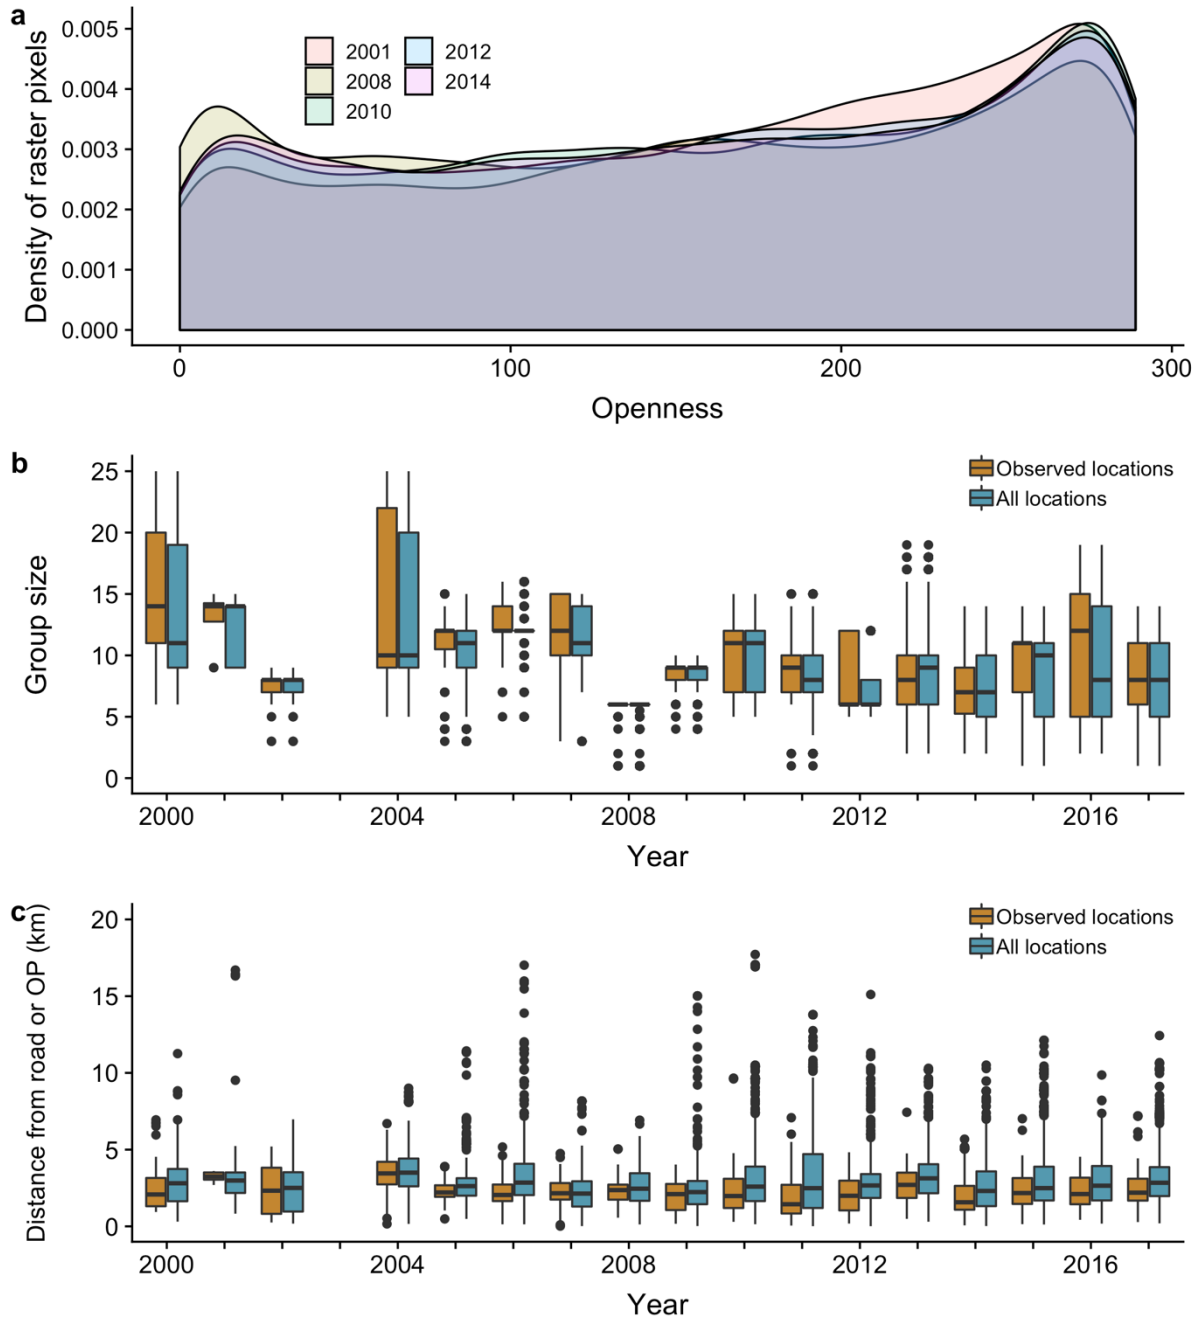 a
Density of raster pixels
0.005
0.004
0.003
0.002
0.001
0.000
2001
2008
2010
2012
2014
0
100
200
300
Openness
b
Group size
25
20
15
10
5
0
Observed locations
All locations
2000
2004
2008
2012
2016
Year
c
Distance from road or OP (km)
20
15
10
5
0
Observed locations
All locations
2000
2004
2008
2012
2016
Year